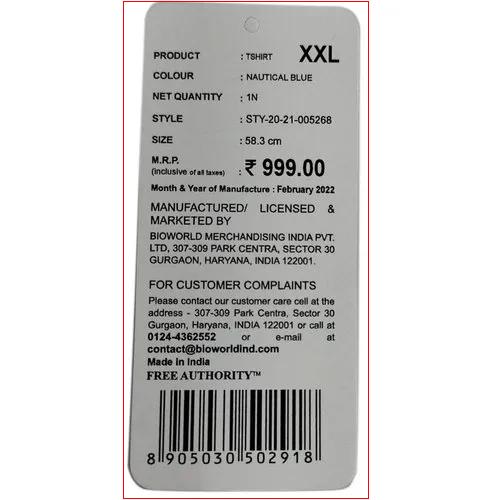 PRODUCT : TSHIRT XXL
COLOUR : NAUTICAL BLUE
NET QUANTITY : 1N
STYLE : STY-20-21-005268
SIZE : 58.3 cm
M.R.P.
(inclusive of all taxes) : ₹ 999.00
Month & Year of Manufacture : February 2022
MANUFACTURED/ LICENSED &
MARKETED BY
BIOWORLD MERCHANDISING INDIA PVT.
LTD, 307-309 PARK CENTRA, SECTOR 30
GURGAON, HARYANA, INDIA 122001.
FOR CUSTOMER COMPLAINTS
Please contact our customer care cell at the
address - 307-309 Park Centra, Sector 30
Gurgaon, Haryana, INDIA 122001 or call at
0124-4362552 or e-mail at
contact@bioworldind.com
Made in India
FREE AUTHORITY™
8 905030 502918